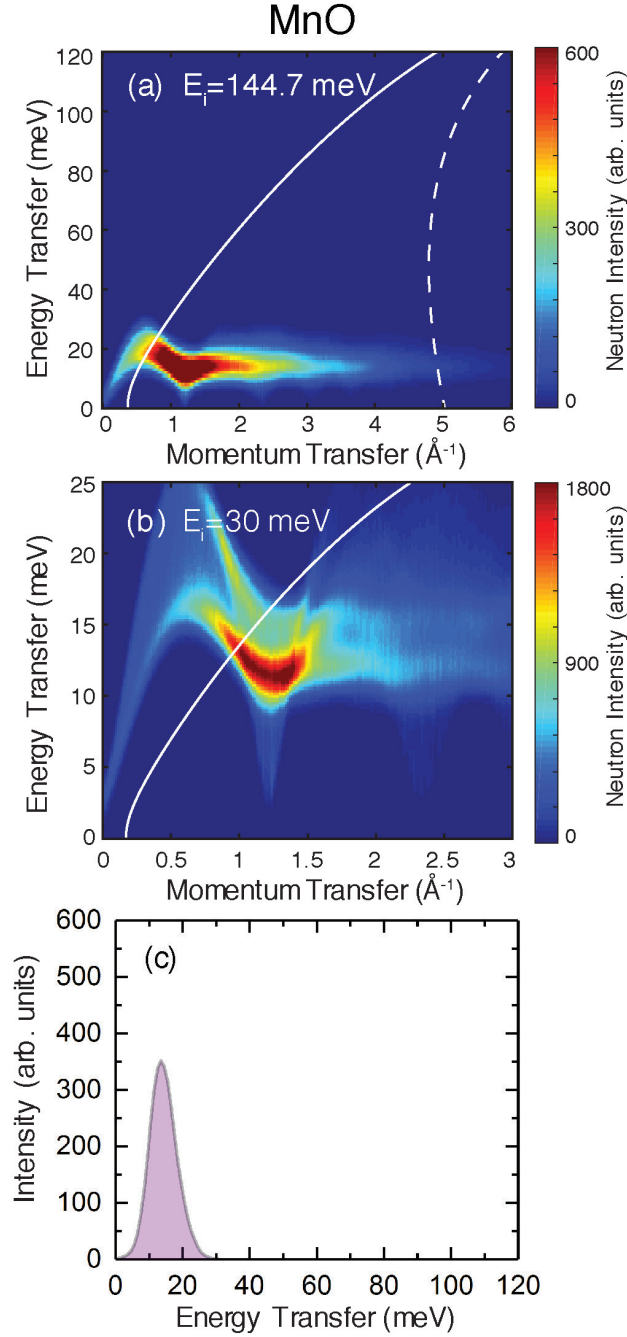 MnO
(a) Eᵢ=144.7 meV
Energy Transfer (meV)
120
100
80
60
40
20
0
0 1 2 3 4 5 6
Momentum Transfer (Å⁻¹)
600
300
0
Neutron Intensity (arb. units)
(b) Eᵢ=30 meV
Energy Transfer (meV)
25
20
15
10
5
0
0 0.5 1 1.5 2 2.5 3
Momentum Transfer (Å⁻¹)
1800
900
0
Neutron Intensity (arb. units)
(c)
Intensity (arb. units)
600
500
400
300
200
100
0
0 20 40 60 80 100 120
Energy Transfer (meV)